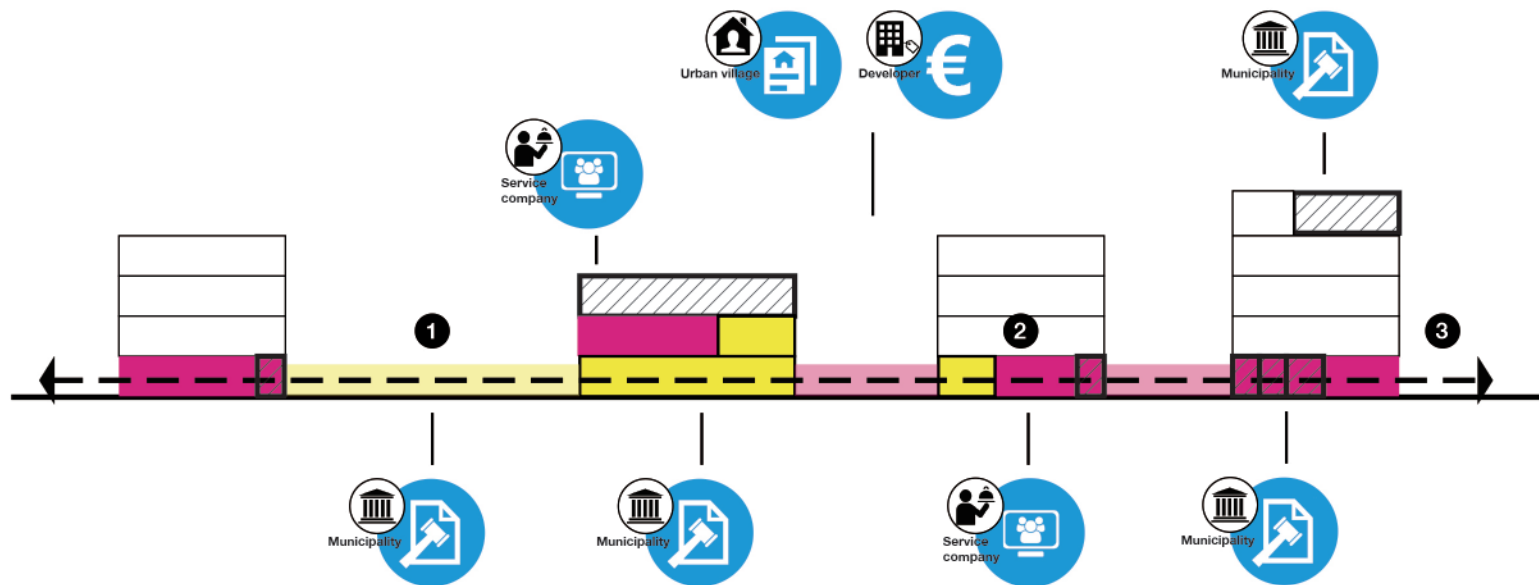 Urban village
Developer
€
Municipality
Service
company
1
2
3
Municipality
Municipality
Service
company
Municipality